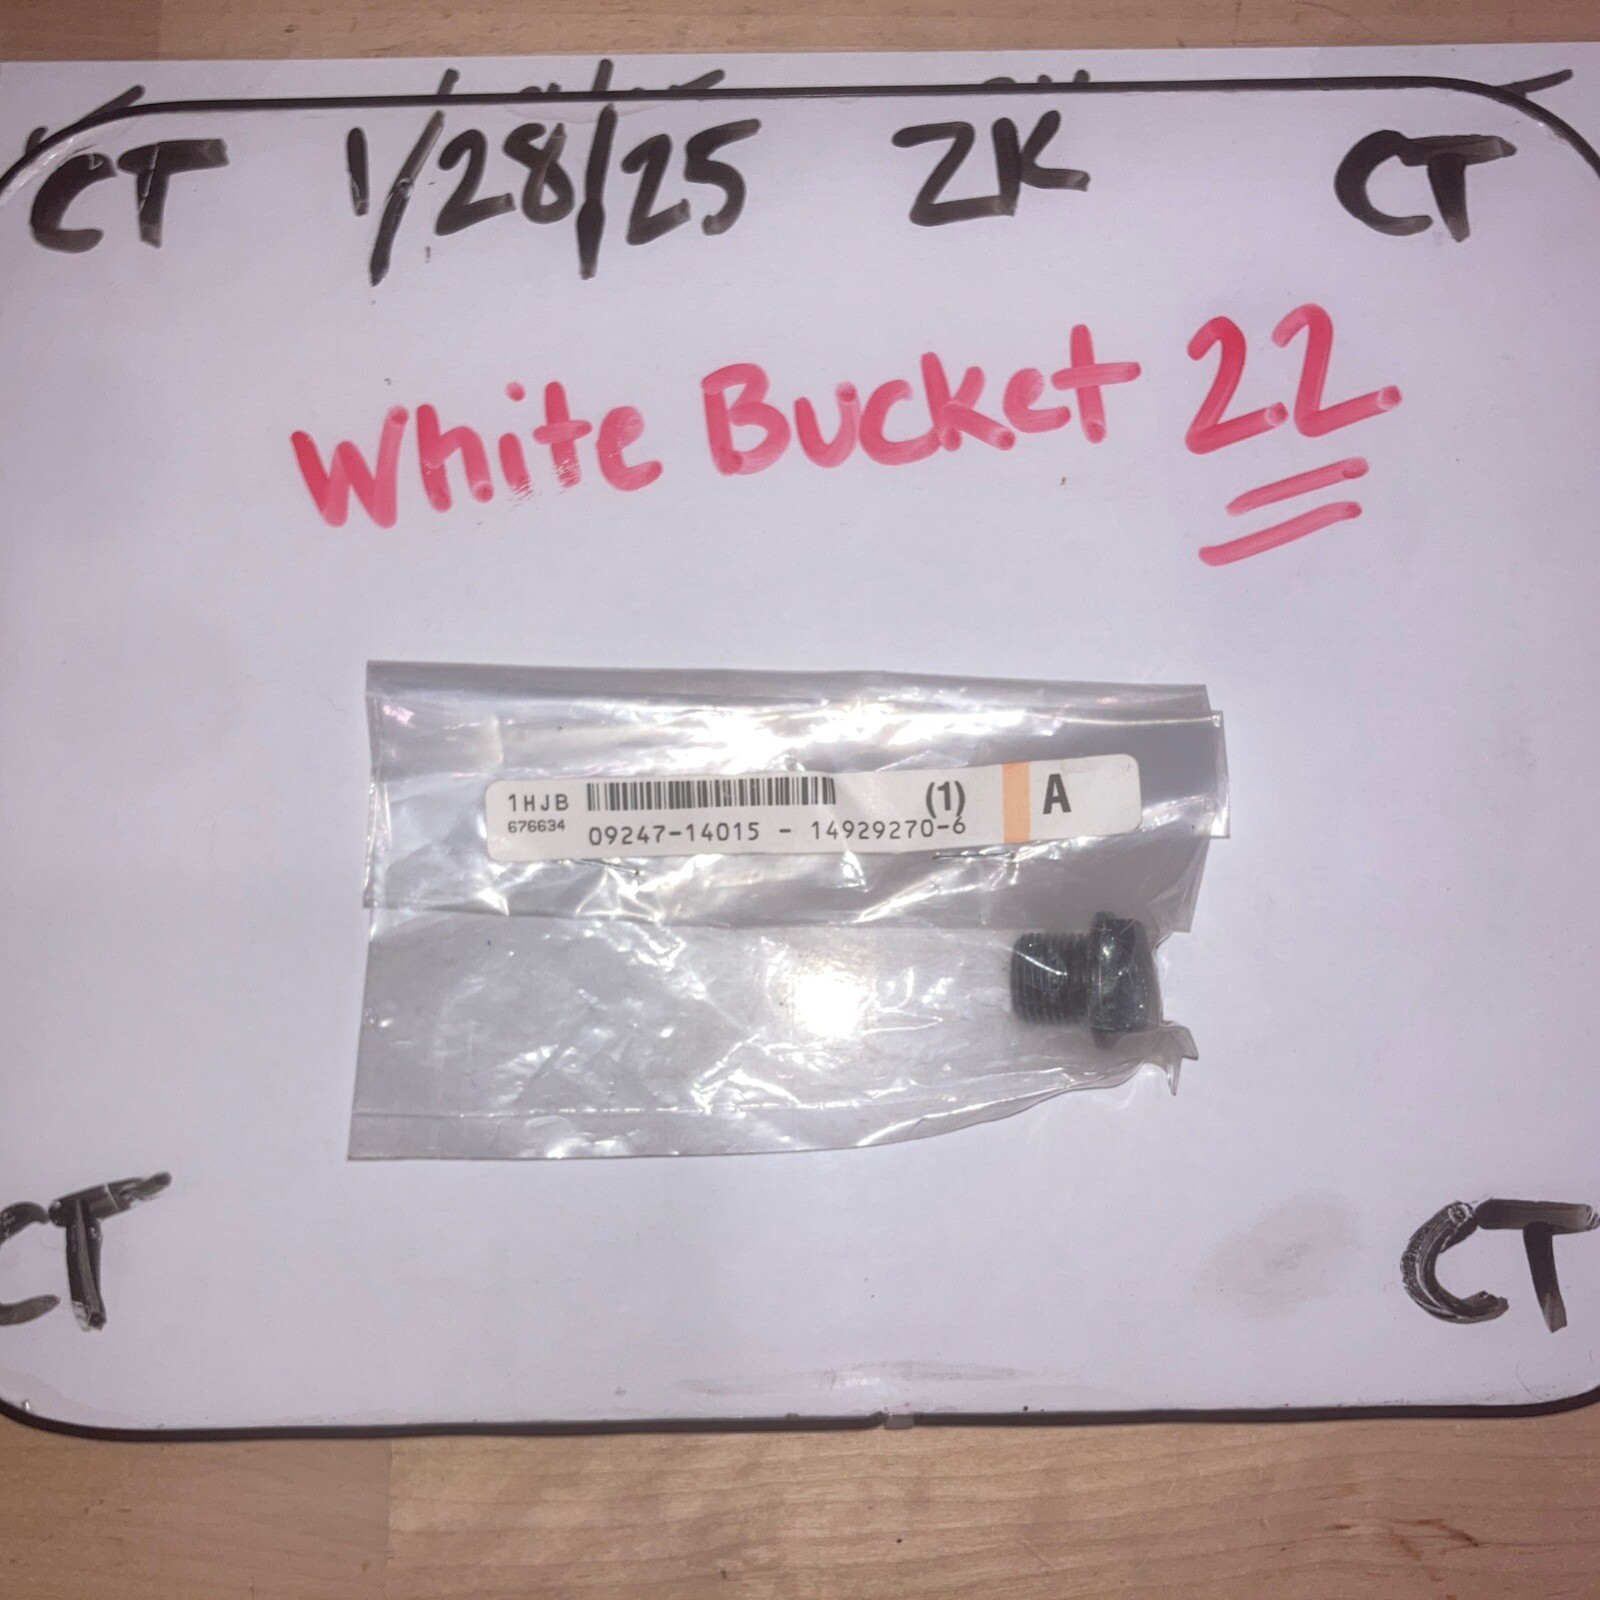 CT 1/28/25 ZK CT
White Bucket 22
1HJB (1) A
676634 09247-14015 - 14929270-6
CT CT